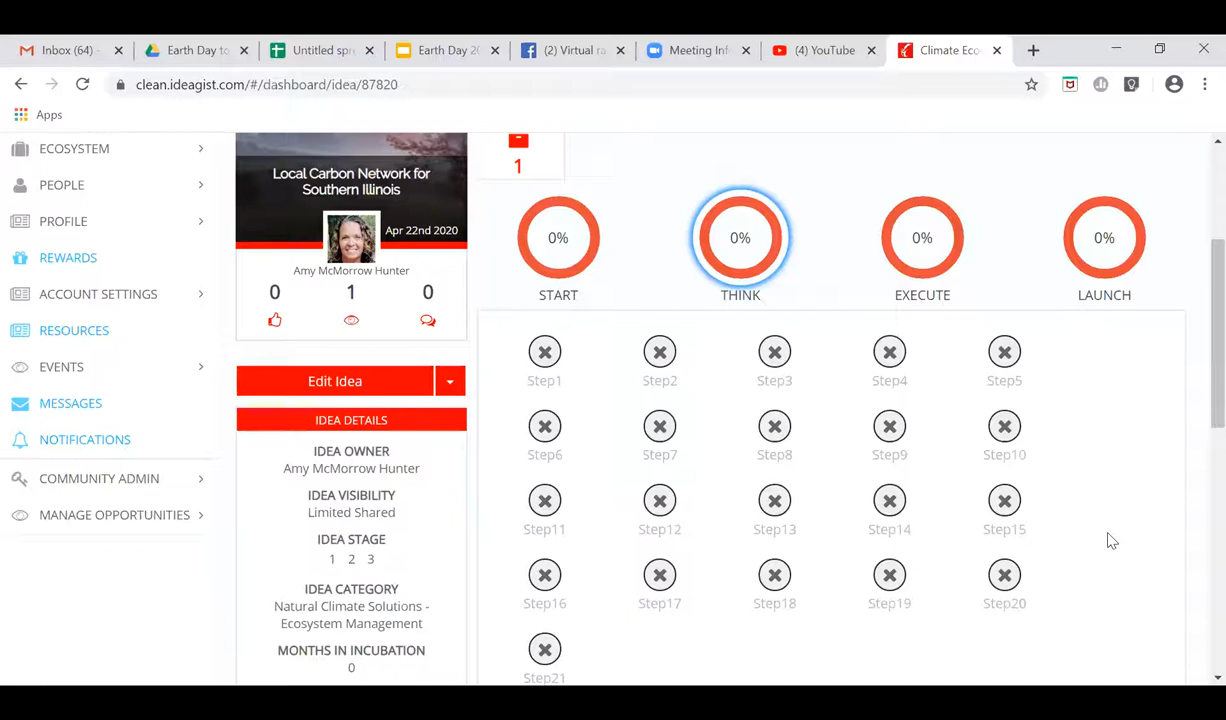 Inbox (64) -
Earth Day to
Untitled spr
Earth Day 20
(2) Virtual ra
Meeting Inf
(4) YouTube
Climate Eco
clean.ideagist.com/#/dashboard/idea/87820
Apps
ECOSYSTEM
PEOPLE
PROFILE
REWARDS
ACCOUNT SETTINGS
RESOURCES
EVENTS
MESSAGES
NOTIFICATIONS
COMMUNITY ADMIN
MANAGE OPPORTUNITIES
Local Carbon Network for
Southern Illinois
Apr 22nd 2020
Amy McMorrow Hunter
0 1 0
Edit Idea
IDEA DETAILS
IDEA OWNER
Amy McMorrow Hunter
IDEA VISIBILITY
Limited Shared
IDEA STAGE
1 2 3
IDEA CATEGORY
Natural Climate Solutions -
Ecosystem Management
MONTHS IN INCUBATION
0
1
0% 0% 0% 0%
START THINK EXECUTE LAUNCH
Step1 Step2 Step3 Step4 Step5
Step6 Step7 Step8 Step9 Step10
Step11 Step12 Step13 Step14 Step15
Step16 Step17 Step18 Step19 Step20
Step21